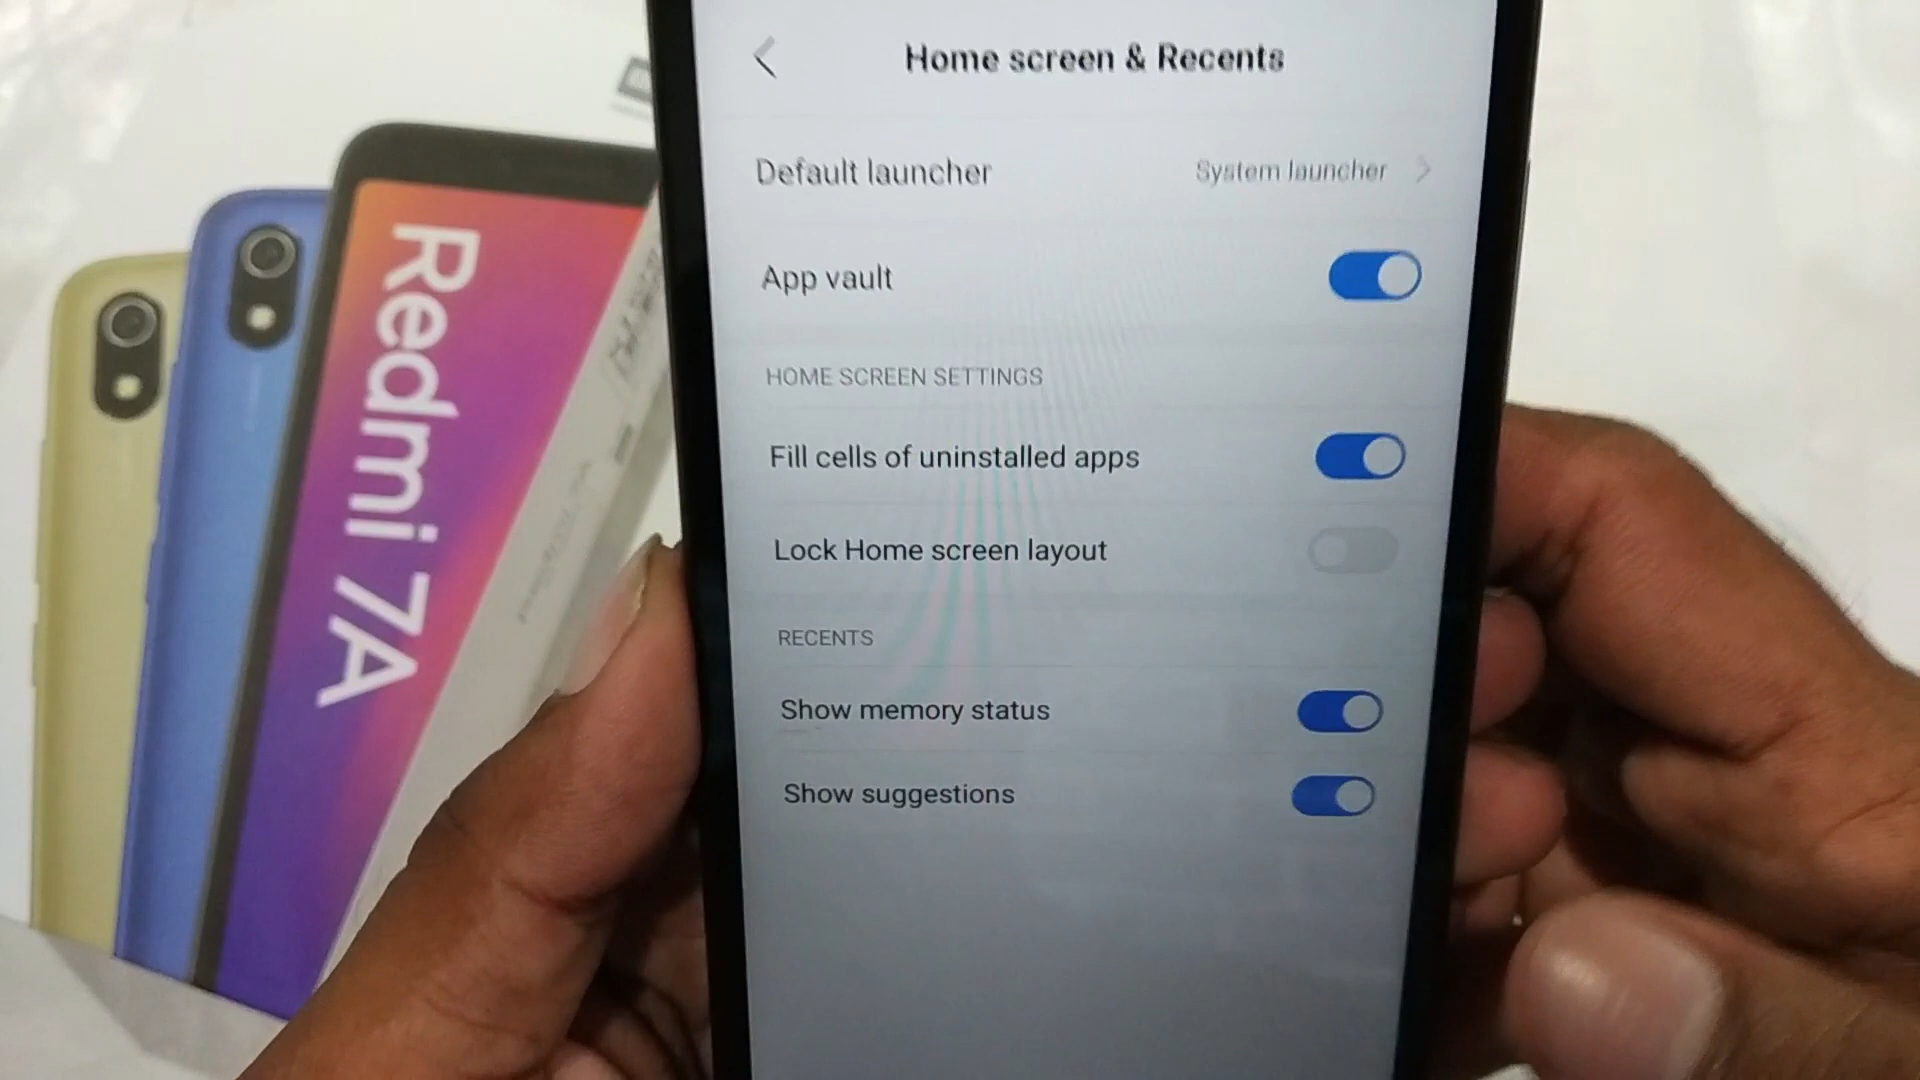 Home screen & Recents
Default launcher System launcher
App vault
HOME SCREEN SETTINGS
Fill cells of uninstalled apps
Lock Home screen layout
RECENTS
Show memory status
Show suggestions
Redmi 7A